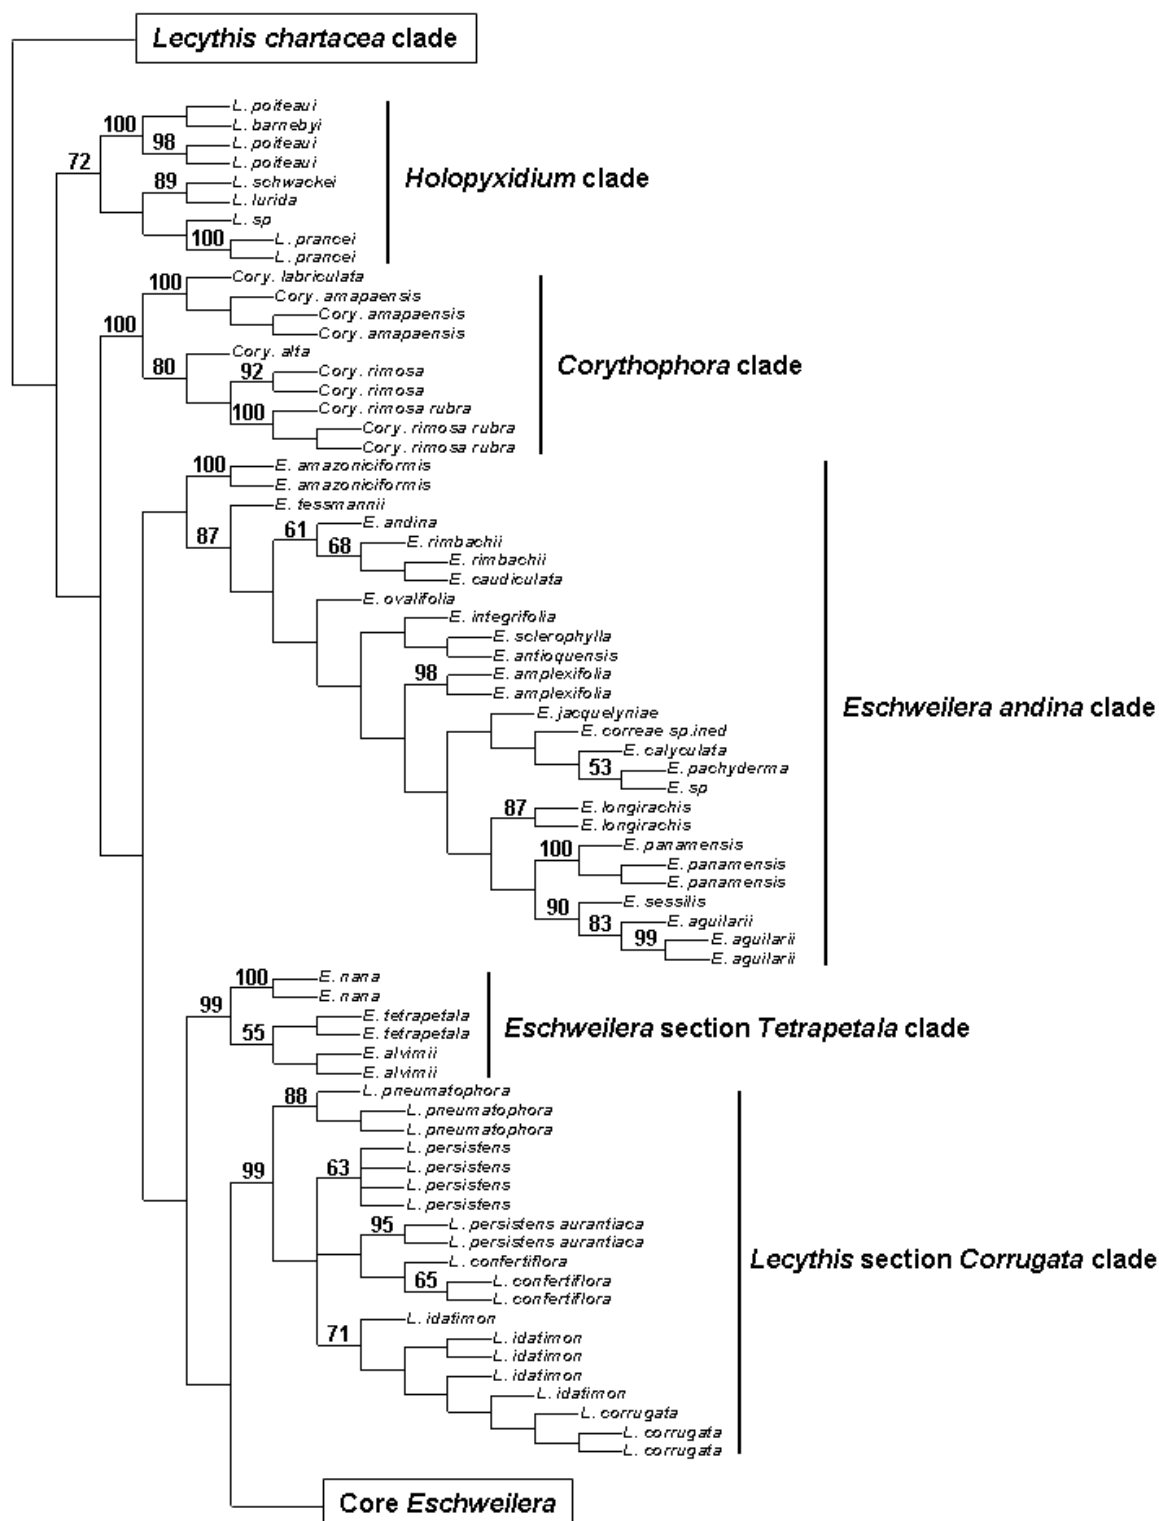 Lecythis chartacea clade
L. poiteaui
100
L. barnebyi
98
L. poiteaui
L. poiteaui
72
Holopyxidium clade
89
L. schwackei
L. lurida
L. sp
100
L. prancei
L. prancei
100
Cory. labriculata
Cory. amapaensis
Cory. amapaensis
100
Cory. amapaensis
Cory. alta
Corythophora clade
80
92
Cory. rimosa
Cory. rimosa
100
Cory. rimosa rubra
Cory. rimosa rubra
Cory. rimosa rubra
100
E. amazoniciformis
E. amazoniciformis
E. tessmannii
87
61
E. andina
68
E. rimbachii
E. rimbachii
E. caudiculata
E. ovalifolia
E. integrifolia
E. sclerophylla
E. antioquensis
98
E. amplexifolia
E. amplexifolia
Eschweilera andina clade
E. jacquelyniae
E. correae sp.ined
E. calyculata
53
E. pachyderma
E. sp
87
E. longirachis
E. longirachis
100
E. panamensis
E. panamensis
E. panamensis
90
E. sessilis
83
E. aguilarii
99
E. aguilarii
E. aguilarii
100
E. nana
E. nana
99
E. tetrapetala
55
E. tetrapetala
Eschweilera section Tetrapetala clade
E. alvimii
E. alvimii
88
L. pneumatophora
L. pneumatophora
L. pneumatophora
L. persistens
99
63
L. persistens
L. persistens
L. persistens
95
L. persistens aurantiaca
L. persistens aurantiaca
L. confertiflora
Lecythis section Corrugata clade
65
L. confertiflora
L. confertiflora
L. idatimon
71
L. idatimon
L. idatimon
L. idatimon
L. idatimon
L. corrugata
L. corrugata
L. corrugata
Core Eschweilera